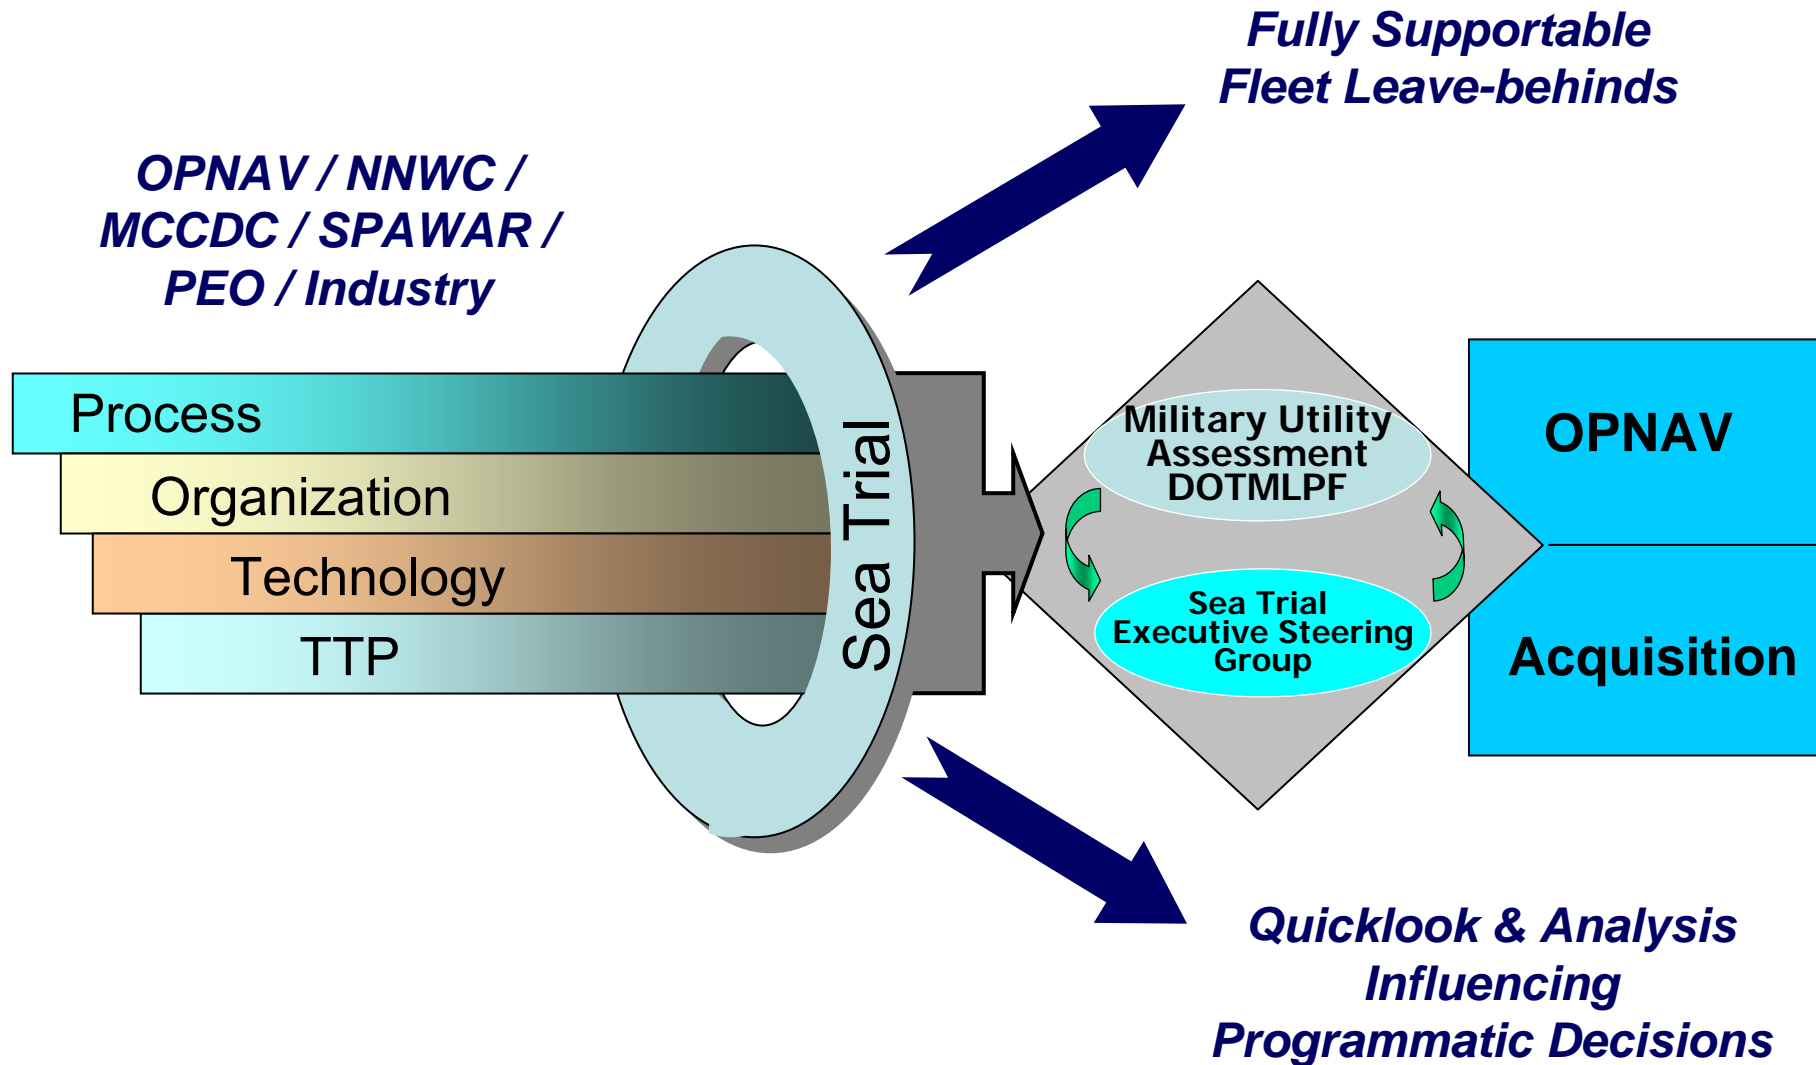 Fully Supportable
Fleet Leave-behinds
OPNAV / NNWC /
MCCDC / SPAWAR /
PEO / Industry
Process
Organization
Technology
TTP
Sea Trial
Military Utility
Assessment
DOTMLPF
Sea Trial
Executive Steering
Group
OPNAV
Acquisition
Quicklook & Analysis
Influencing
Programmatic Decisions